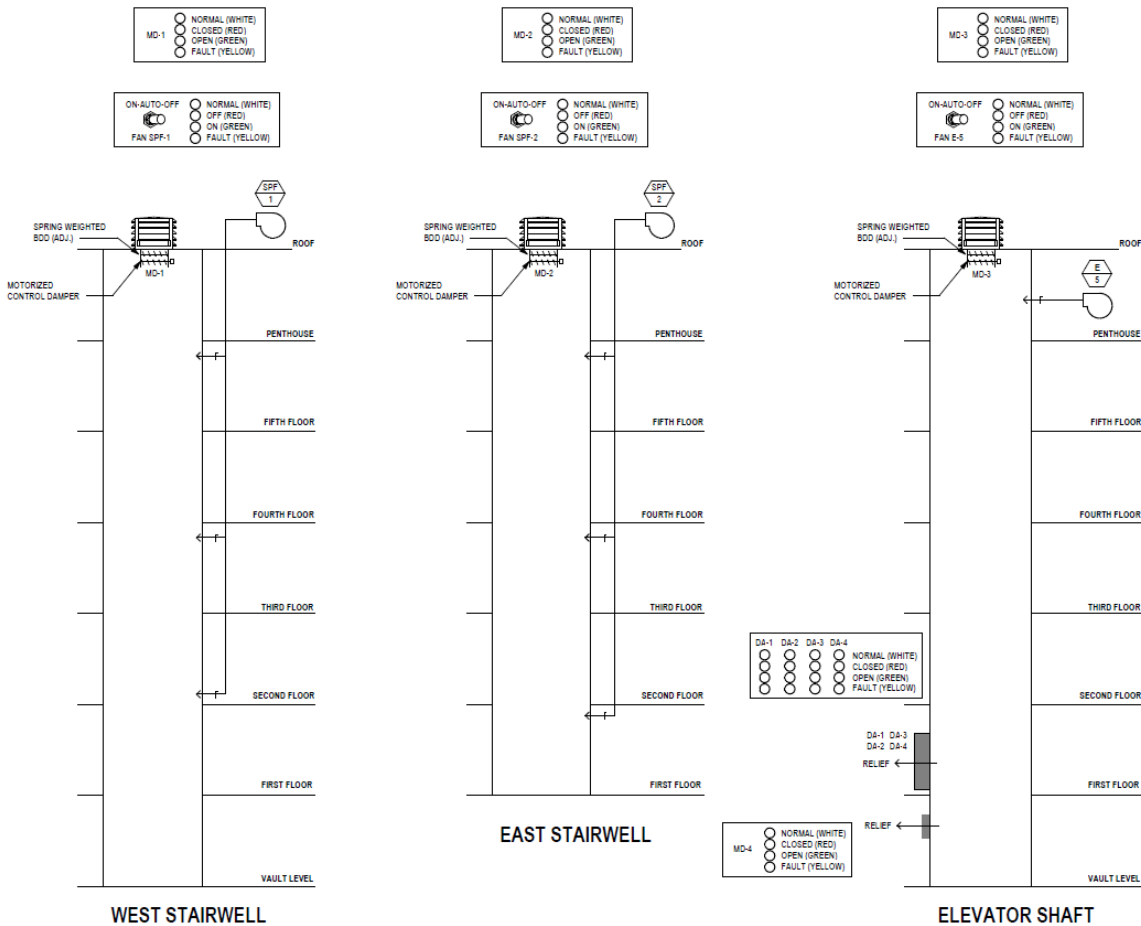 MD-1
NORMAL (WHITE)
CLOSED (RED)
OPEN (GREEN)
FAULT (YELLOW)
ON-AUTO-OFF
FAN SPF-1
NORMAL (WHITE)
OFF (RED)
ON (GREEN)
FAULT (YELLOW)
SPF
1
SPRING WEIGHTED
BDD (ADJ.)
ROOF
MD-1
MOTORIZED
CONTROL DAMPER
PENTHOUSE
FIFTH FLOOR
FOURTH FLOOR
THIRD FLOOR
SECOND FLOOR
FIRST FLOOR
VAULT LEVEL
WEST STAIRWELL
MD-2
NORMAL (WHITE)
CLOSED (RED)
OPEN (GREEN)
FAULT (YELLOW)
ON-AUTO-OFF
FAN SPF-2
NORMAL (WHITE)
OFF (RED)
ON (GREEN)
FAULT (YELLOW)
SPF
2
SPRING WEIGHTED
BDD (ADJ.)
ROOF
MD-2
MOTORIZED
CONTROL DAMPER
PENTHOUSE
FIFTH FLOOR
FOURTH FLOOR
THIRD FLOOR
SECOND FLOOR
FIRST FLOOR
EAST STAIRWELL
MD-3
NORMAL (WHITE)
CLOSED (RED)
OPEN (GREEN)
FAULT (YELLOW)
ON-AUTO-OFF
FAN E-5
NORMAL (WHITE)
OFF (RED)
ON (GREEN)
FAULT (YELLOW)
SPRING WEIGHTED
BDD (ADJ.)
ROOF
MD-3
E
5
MOTORIZED
CONTROL DAMPER
PENTHOUSE
FIFTH FLOOR
FOURTH FLOOR
THIRD FLOOR
DA-1 DA-2 DA-3 DA-4
NORMAL (WHITE)
CLOSED (RED)
OPEN (GREEN)
FAULT (YELLOW)
SECOND FLOOR
DA-1 DA-3
DA-2 DA-4
RELIEF
FIRST FLOOR
RELIEF
MD-4
NORMAL (WHITE)
CLOSED (RED)
OPEN (GREEN)
FAULT (YELLOW)
VAULT LEVEL
ELEVATOR SHAFT